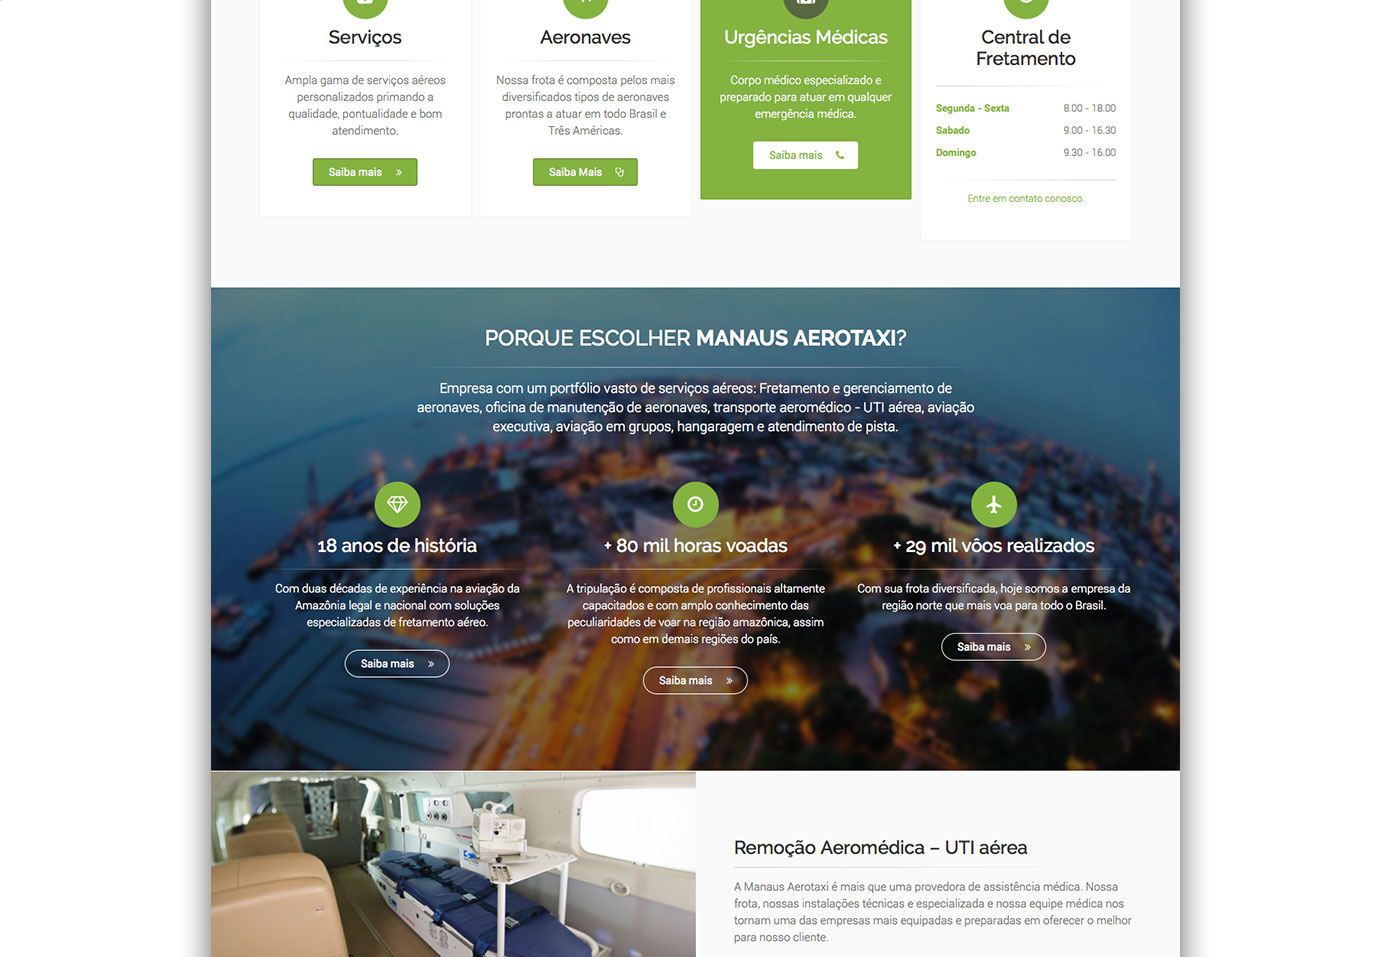 Serviços
Ampla gama de serviços aéreos
personalizados primando a
qualidade, pontualidade e bom
atendimento.
Saiba mais »
Aeronaves
Nossa frota é composta pelos mais
diversificados tipos de aeronaves
prontas a atuar em todo Brasil e
Três Américas.
Saiba Mais
Urgências Médicas
Corpo médico especializado e
preparado para atuar em qualquer
emergência médica.
Saiba mais
Central de
Fretamento
Segunda - Sexta 8.00 - 18.00
Sabado 9.00 - 16.30
Domingo 9.30 - 16.00
Entre em contato conosco.
PORQUE ESCOLHER MANAUS AEROTAXI?
Empresa com um portfólio vasto de serviços aéreos: Fretamento e gerenciamento de
aeronaves, oficina de manutenção de aeronaves, transporte aeromédico - UTI aérea, aviação
executiva, aviação em grupos, hangaragem e atendimento de pista.
18 anos de história
Com duas décadas de experiência na aviação da
Amazônia legal e nacional com soluções
especializadas de fretamento aéreo.
Saiba mais »
+ 80 mil horas voadas
A tripulação é composta de profissionais altamente
capacitados e com amplo conhecimento das
peculiaridades de voar na região amazônica, assim
como em demais regiões do país.
Saiba mais »
+ 29 mil vôos realizados
Com sua frota diversificada, hoje somos a empresa da
região norte que mais voa para todo o Brasil.
Saiba mais »
Remoção Aeromédica – UTI aérea
A Manaus Aerotaxi é mais que uma provedora de assistência médica. Nossa
frota, nossas instalações técnicas e especializada e nossa equipe médica nos
tornam uma das empresas mais equipadas e preparadas em oferecer o melhor
para nosso cliente.